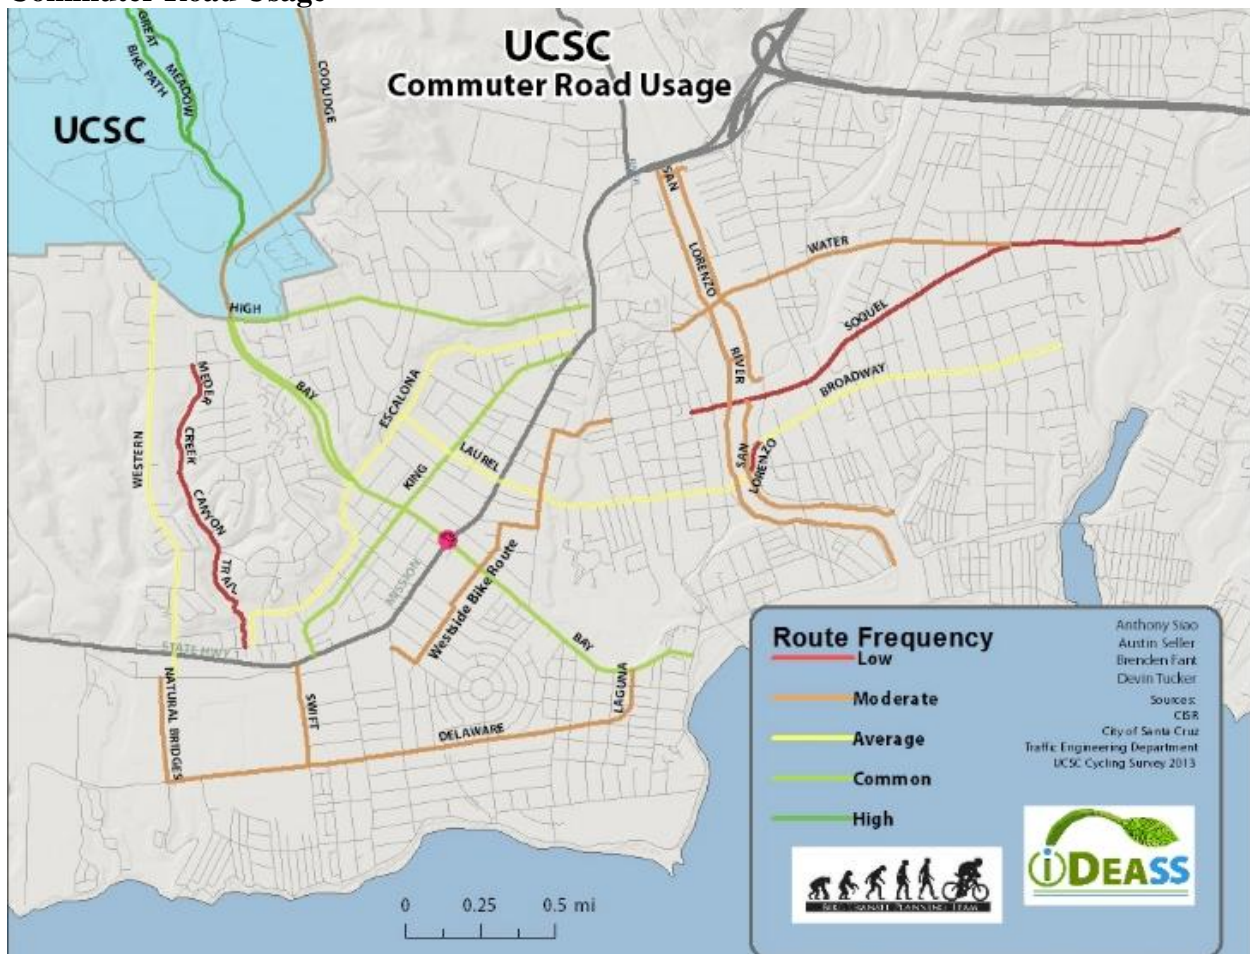 Commuter Road Usage
UCSC
Commuter Road Usage
UCSC
GREAT MEADOW
BIKE PATH
COOLIDGE
HIGH
BAY
MEDER
CREEK
CANYON
TRAIL
WESTERN
ESCALONA
LAUREL
KING
MISSION
Westside Bike Route
STATE HWY 1
NATURAL BRIDGES
SWIFT
DELAWARE
LAGUNA
BAY
SAN
LORENZO
RIVER
WATER
SOQUEL
BROADWAY
SAN
LORENZO
Route Frequency
Low
Moderate
Average
Common
High
Anthony Siao
Austin Seller
Brenden Fant
Devin Tucker
Sources:
CISR
City of Santa Cruz
Traffic Engineering Department
UCSC Cycling Survey 2013
BIKE TRANSIT PLANNING TEAM
iDEASS
0 0.25 0.5 mi